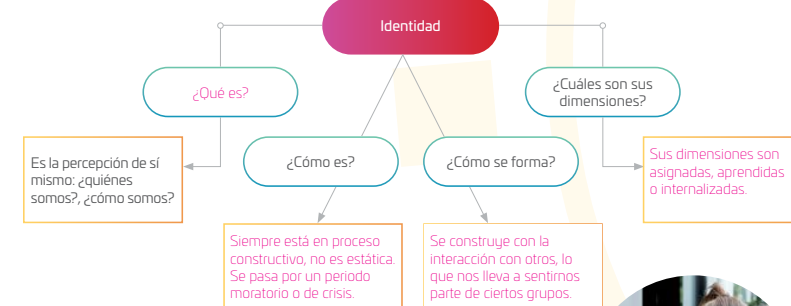 Identidad
¿Qué es?
¿Cuáles son sus
dimensiones?
Es la percepción de sí
mismo: ¿quiénes
somos?, ¿cómo somos?
¿Cómo es?
¿Cómo se forma?
Sus dimensiones son
asignadas, aprendidas
o internalizadas.
Siempre está en proceso
constructivo, no es estática.
Se pasa por un periodo
moratorio o de crisis.
Se construye con la
interacción con otros, lo
que nos lleva a sentirnos
parte de ciertos grupos.